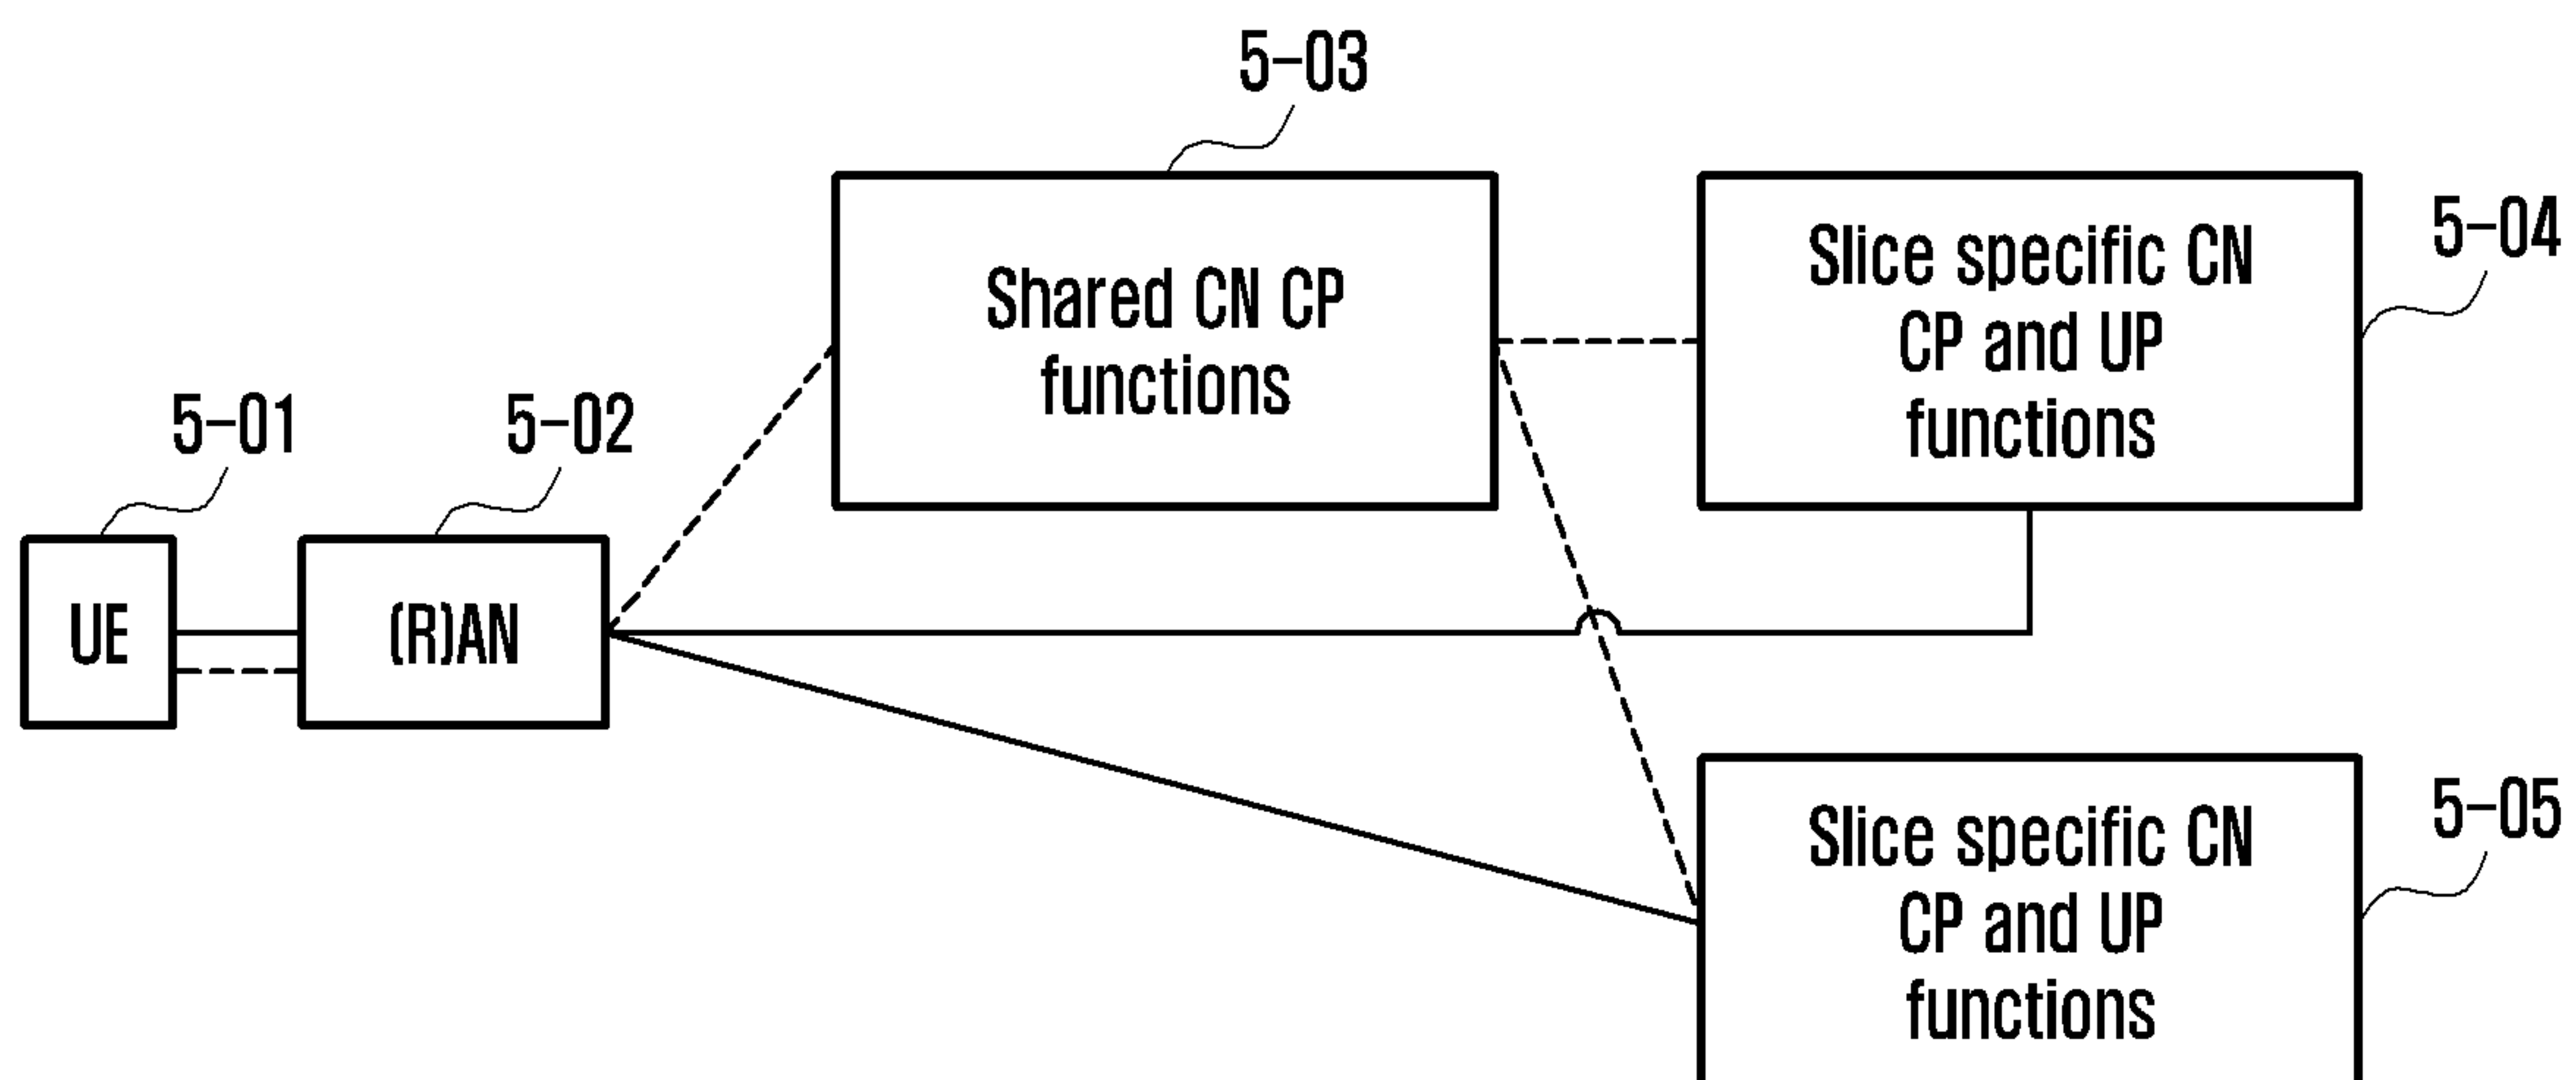 5-03
Shared CN CP
functions
5-04
Slice specific CN
CP and UP
functions
5-01
UE
5-02
(R)AN
5-05
Slice specific CN
CP and UP
functions